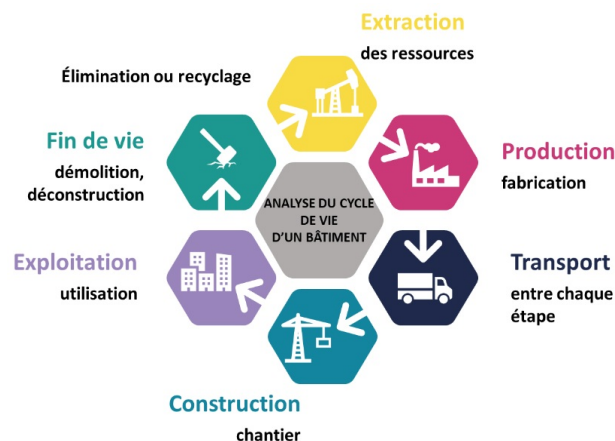 Extraction
des ressources
Élimination ou recyclage
Fin de vie
démolition,
déconstruction
Production
fabrication
ANALYSE DU CYCLE
DE VIE
D'UN BÂTIMENT
Exploitation
utilisation
Transport
entre chaque
étape
Construction
chantier